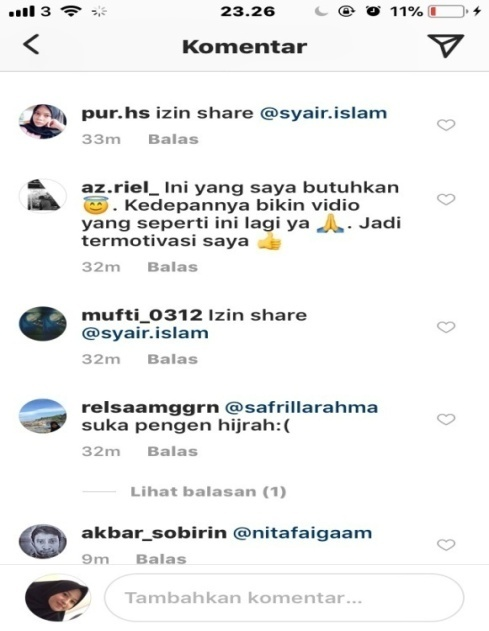 3 23.26 11%
Komentar
pur.hs izin share @syair.islam
33m Balas
az.riel_ Ini yang saya butuhkan
😇. Kedepannya bikin vidio
yang seperti ini lagi ya 🙏. Jadi
termotivasi saya 👍
32m Balas
mufti_0312 Izin share
@syair.islam
32m Balas
relsaamggrn @safrillarahma
suka pengen hijrah:(
32m Balas
Lihat balasan (1)
akbar_sobirin @nitafaigaam
9m Balas
Tambahkan komentar...